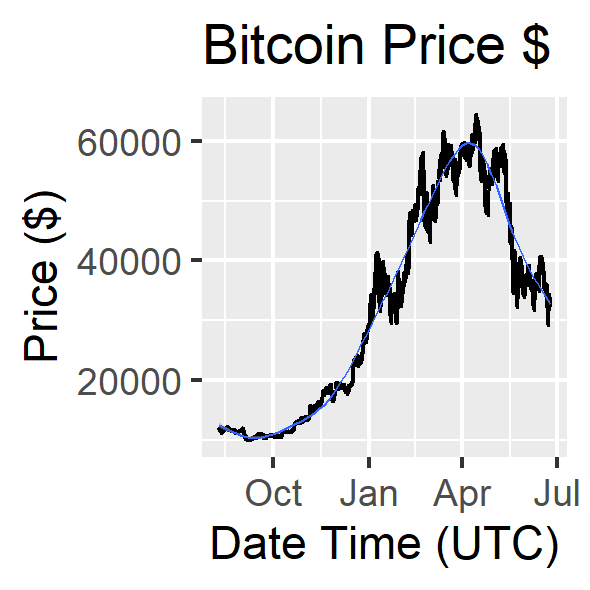 Bitcoin Price $
Price ($)
60000
40000
20000
Oct Jan Apr Jul
Date Time (UTC)